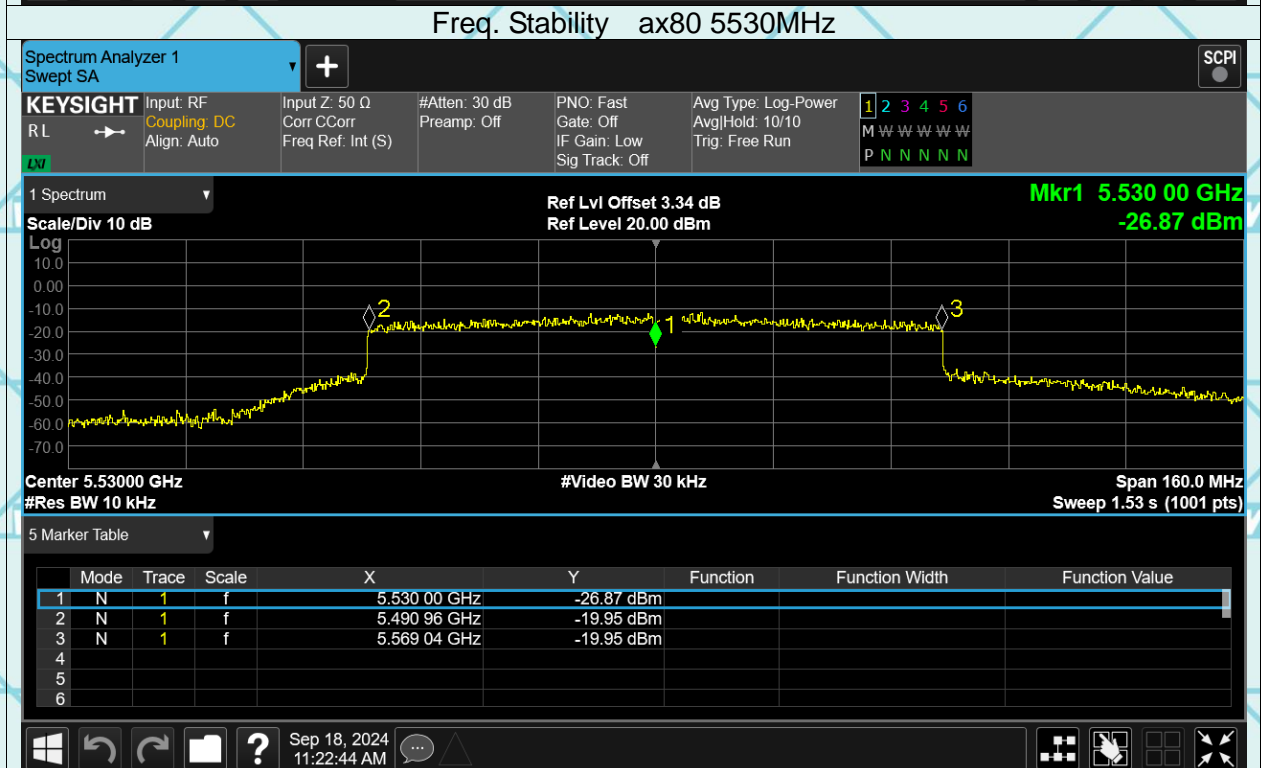 Freq. Stability ax80 5530MHz
Spectrum Analyzer 1
Swept SA
+
SCPI
KEYSIGHT
R L
LXI
Input: RF
Coupling: DC
Align: Auto
Input Z: 50 Ω
Corr CCorr
Freq Ref: Int (S)
#Atten: 30 dB
Preamp: Off
PNO: Fast
Gate: Off
IF Gain: Low
Sig Track: Off
Avg Type: Log-Power
Avg|Hold: 10/10
Trig: Free Run
1 2 3 4 5 6
M W W W W W
P N N N N N
1 Spectrum
Scale/Div 10 dB
Ref Lvl Offset 3.34 dB
Ref Level 20.00 dBm
Mkr1 5.530 00 GHz
-26.87 dBm
Log
10.0
0.00
-10.0
-20.0
-30.0
-40.0
-50.0
-60.0
-70.0
2
1
3
Center 5.53000 GHz
#Res BW 10 kHz
#Video BW 30 kHz
Span 160.0 MHz
Sweep 1.53 s (1001 pts)
5 Marker Table
Mode Trace Scale X Y Function Function Width Function Value
1 N 1 f 5.530 00 GHz -26.87 dBm
2 N 1 f 5.490 96 GHz -19.95 dBm
3 N 1 f 5.569 04 GHz -19.95 dBm
4
5
6
?
Sep 18, 2024
11:22:44 AM